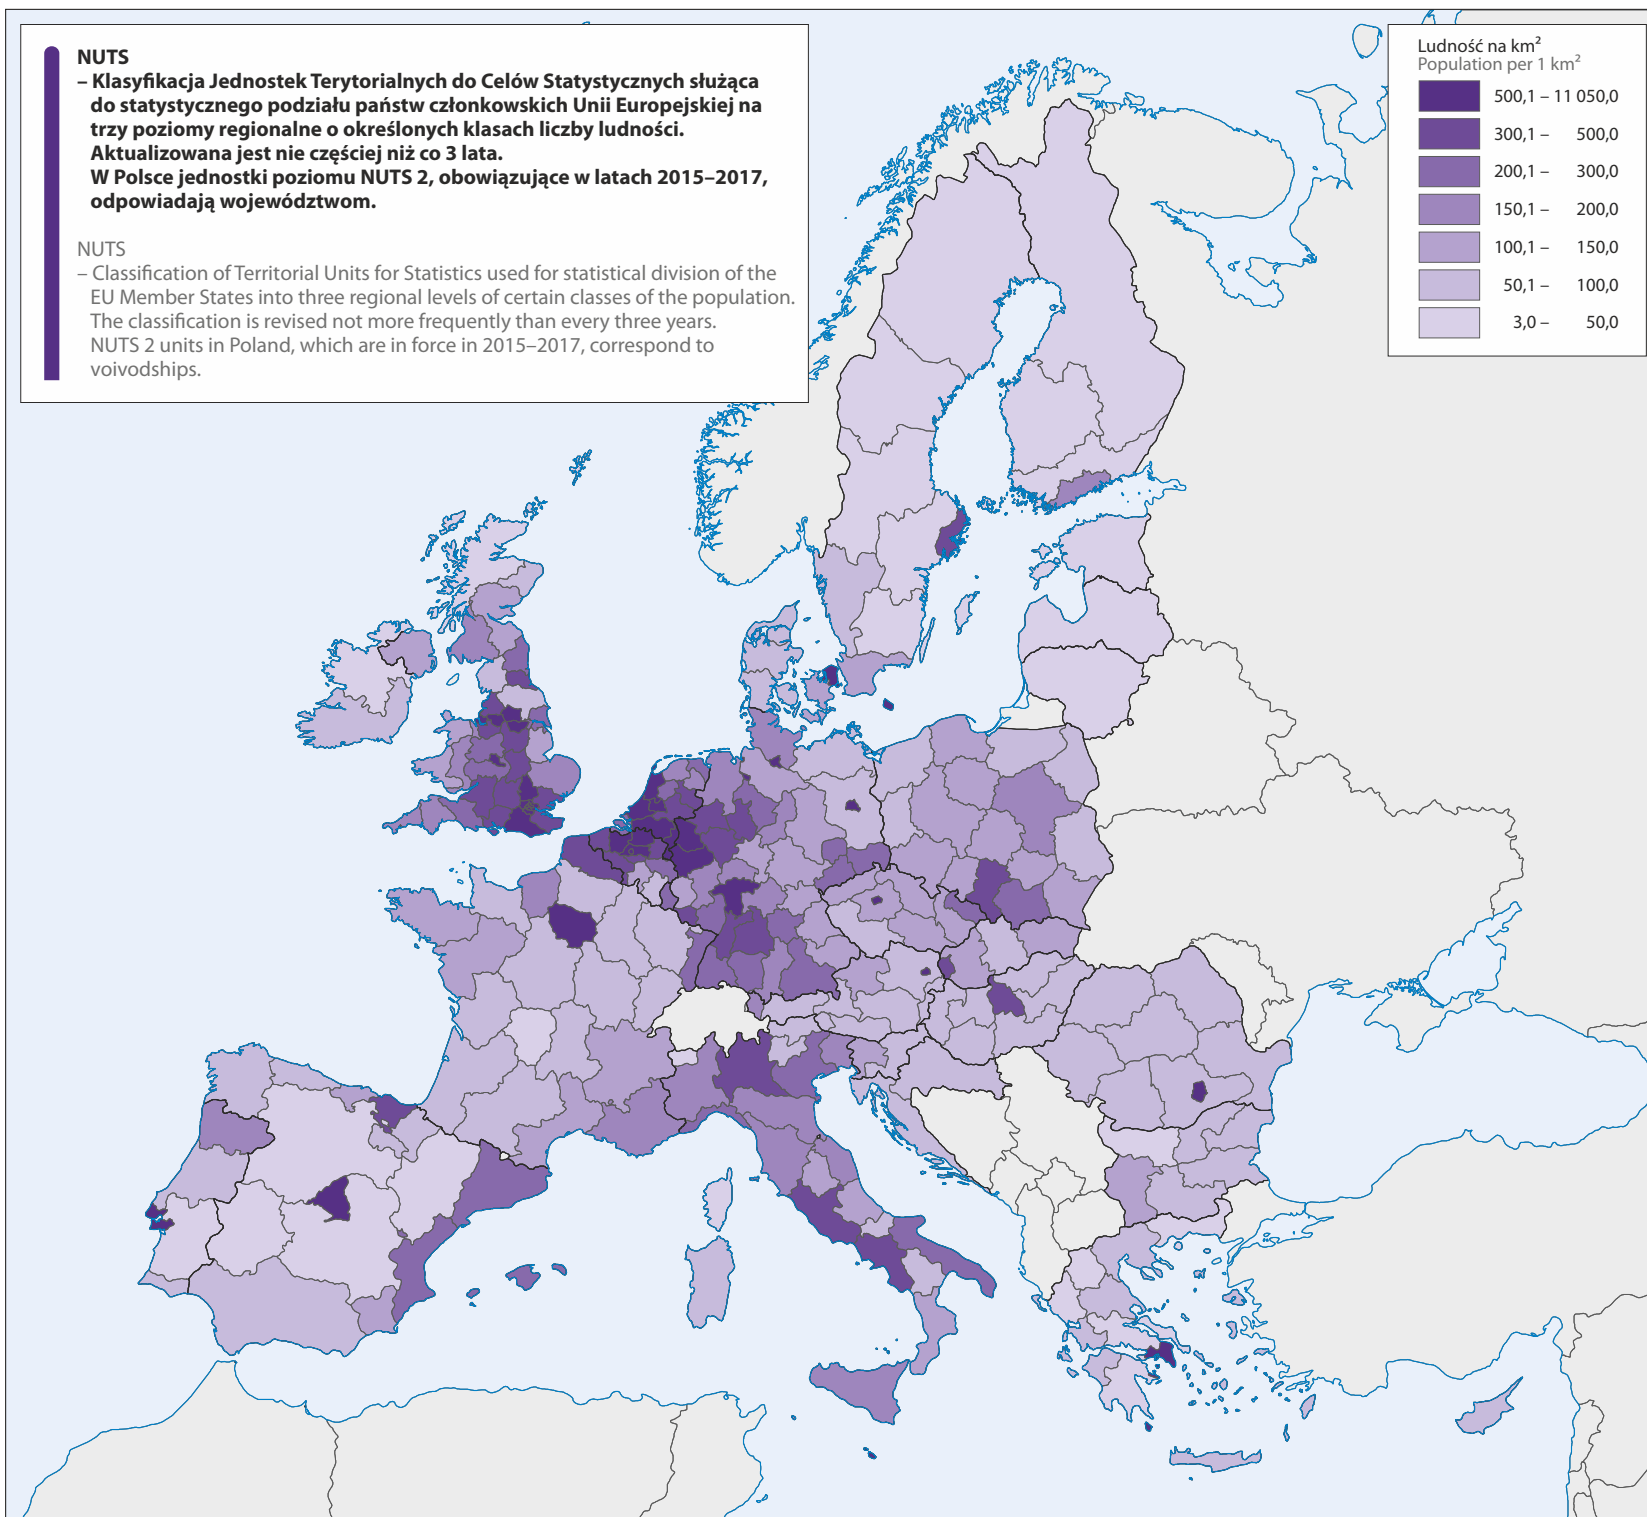 NUTS
– Klasyfikacja Jednostek Terytorialnych do Celów Statystycznych służąca
do statystycznego podziału państw członkowskich Unii Europejskiej na
trzy poziomy regionalne o określonych klasach liczby ludności.
Aktualizowana jest nie częściej niż co 3 lata.
W Polsce jednostki poziomu NUTS 2, obowiązujące w latach 2015–2017,
odpowiadają województwom.
NUTS
– Classification of Territorial Units for Statistics used for statistical division of the
EU Member States into three regional levels of certain classes of the population.
The classification is revised not more frequently than every three years.
NUTS 2 units in Poland, which are in force in 2015–2017, correspond to
voivodships.
Ludność na km²
Population per 1 km²
500,1 – 11 050,0
300,1 – 500,0
200,1 – 300,0
150,1 – 200,0
100,1 – 150,0
50,1 – 100,0
3,0 – 50,0